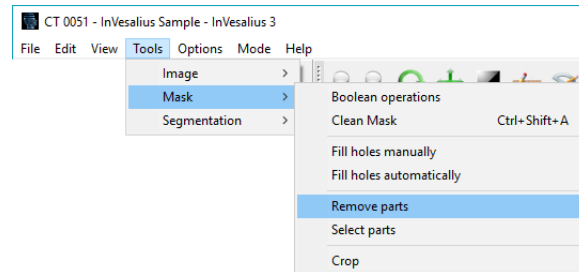 CT 0051 - InVesalius Sample - InVesalius 3
File Edit View Tools Options Mode Help
Image >
Mask >
Segmentation >
Boolean operations
Clean Mask Ctrl+Shift+A
Fill holes manually
Fill holes automatically
Remove parts
Select parts
Crop